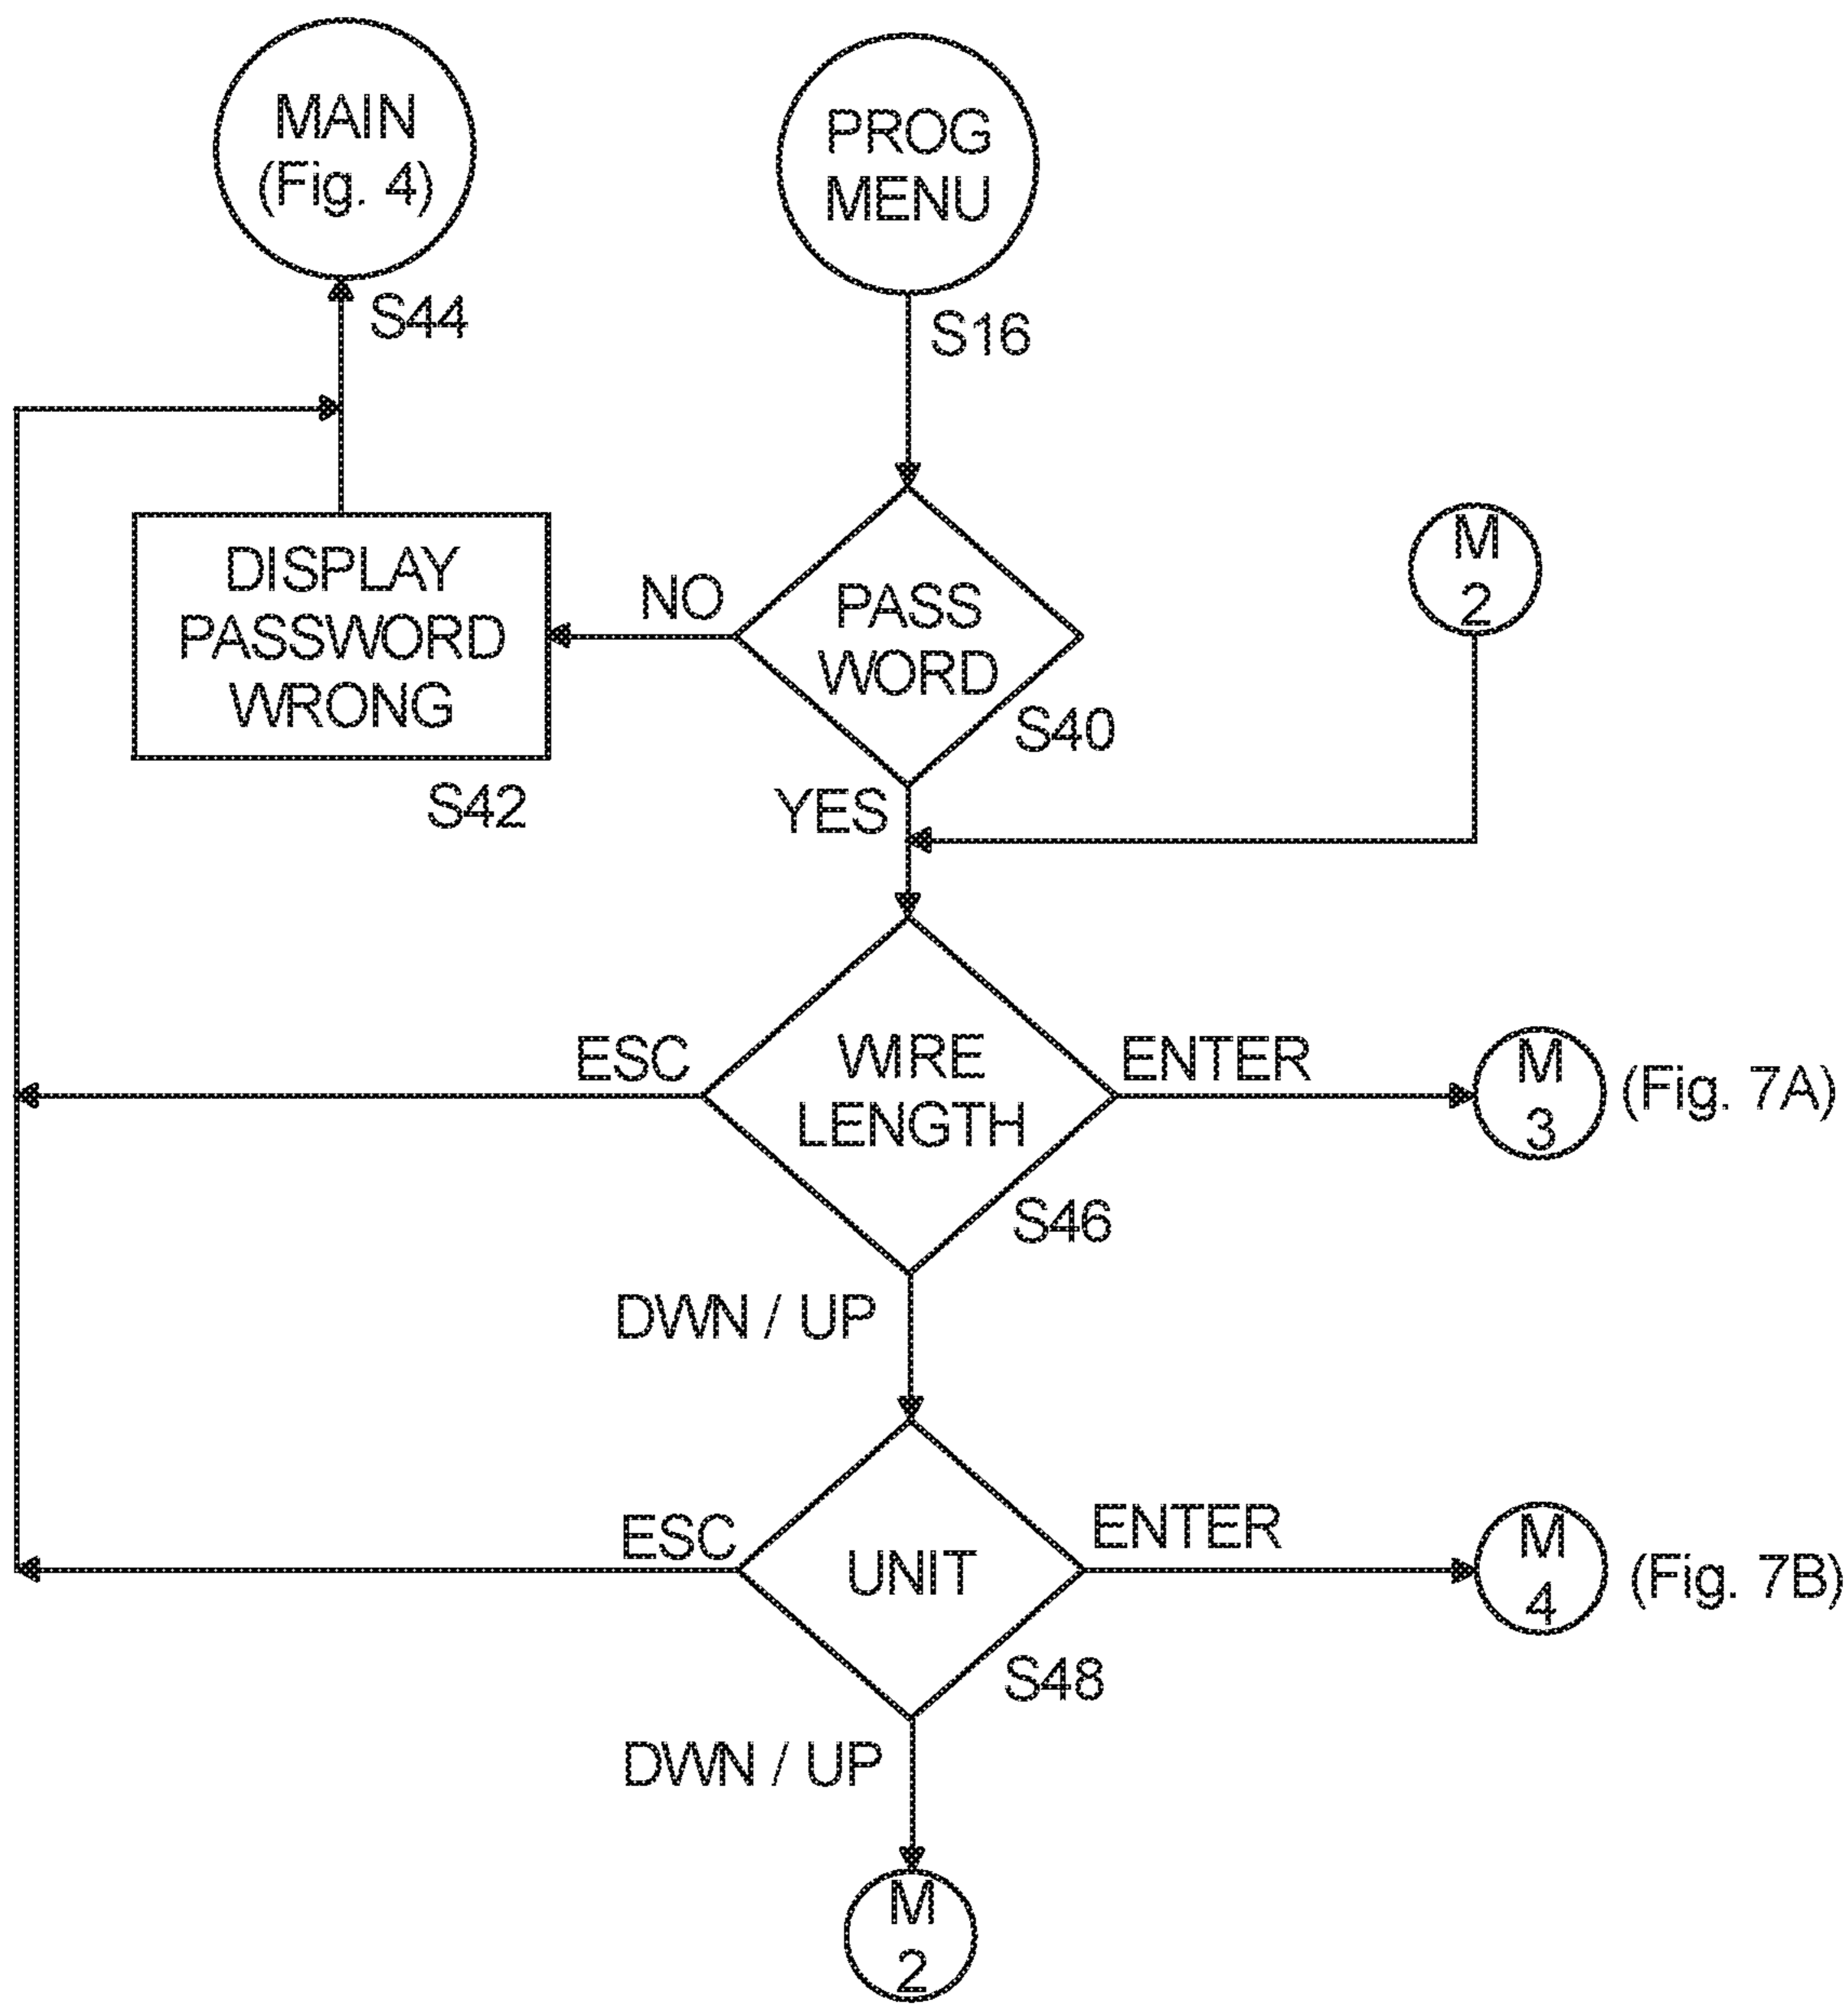 MAIN
(Fig. 4)
PROG
MENU
S44
S16
DISPLAY
PASSWORD
WRONG
S42
NO
PASS
WORD
S40
M
2
YES
ESC
WIRE
LENGTH
ENTER
M
3
(Fig. 7A)
S46
DWN / UP
ESC
UNIT
ENTER
M
4
(Fig. 7B)
S48
DWN / UP
M
2